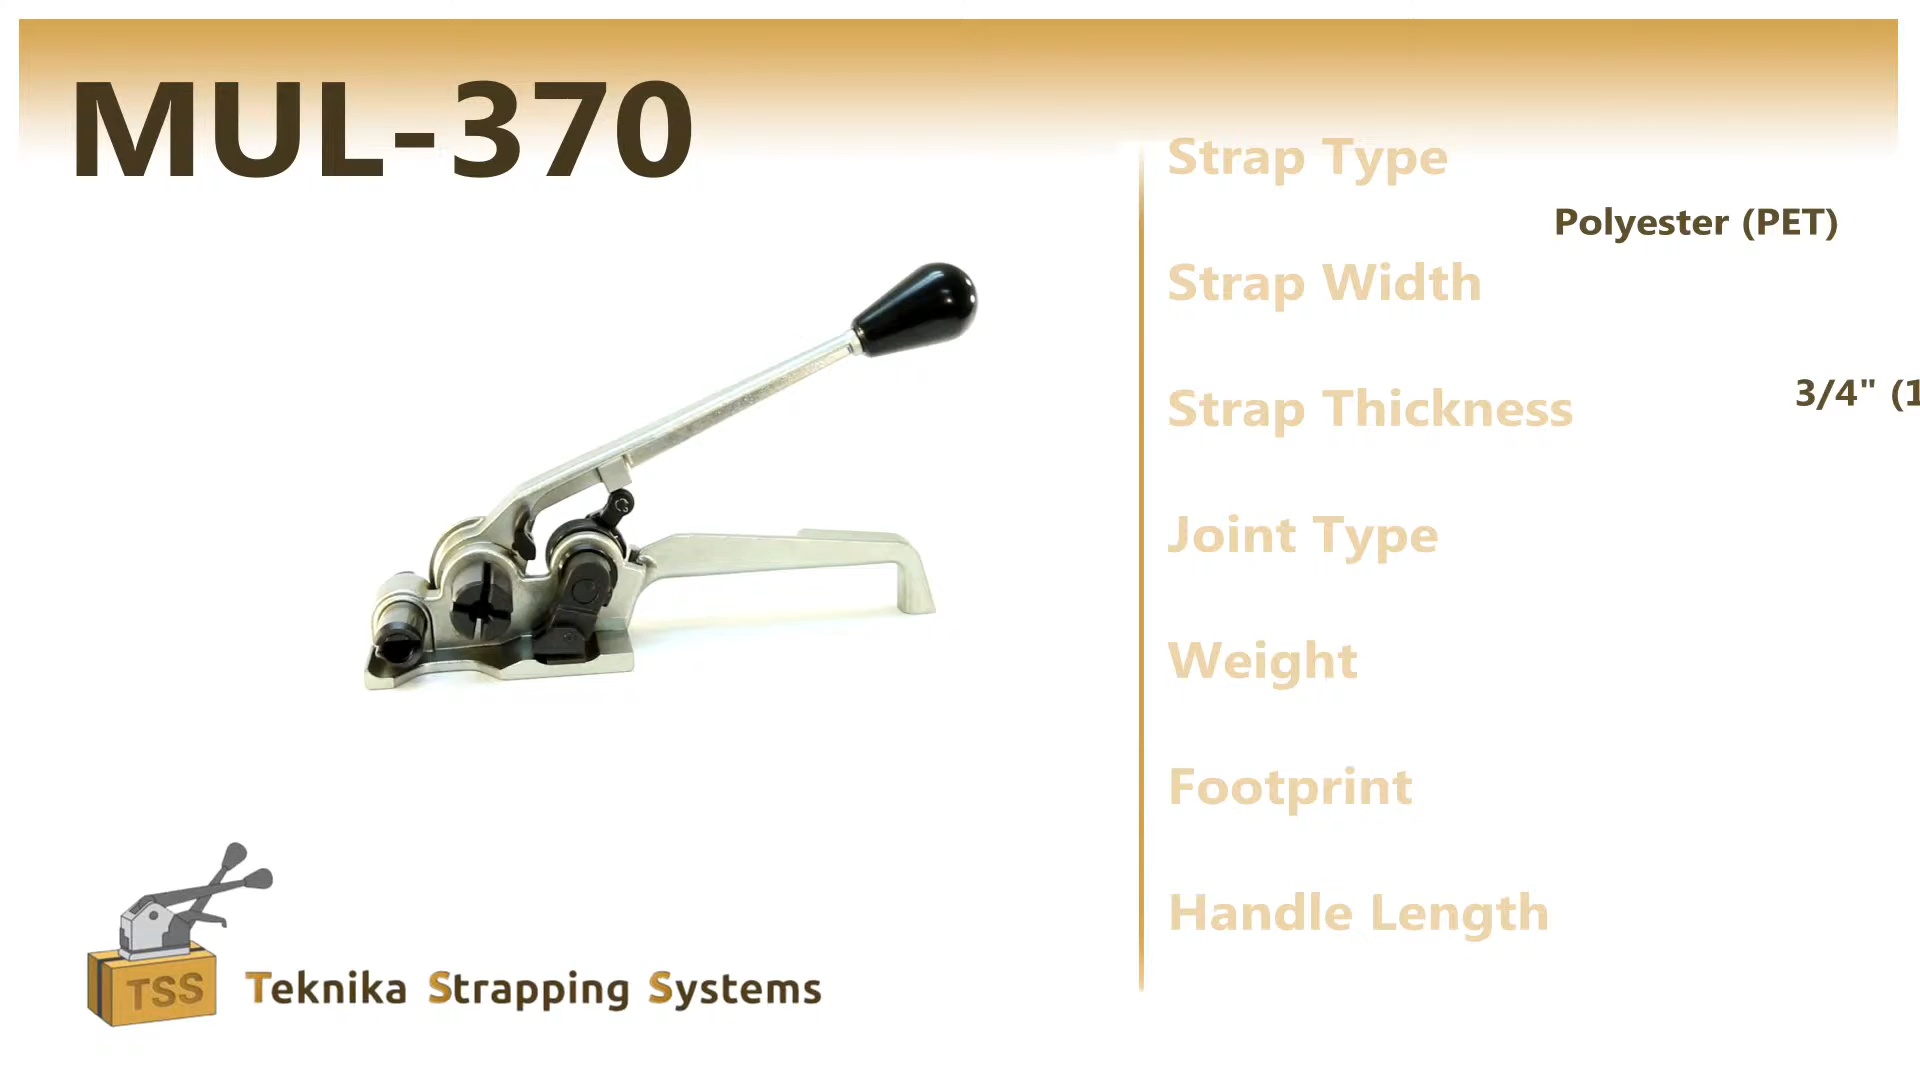 MUL-370
Strap Type
Polyester (PET)
Strap Width
3/4" (1
Strap Thickness
Joint Type
Weight
Footprint
Handle Length
TSS
Teknika Strapping Systems